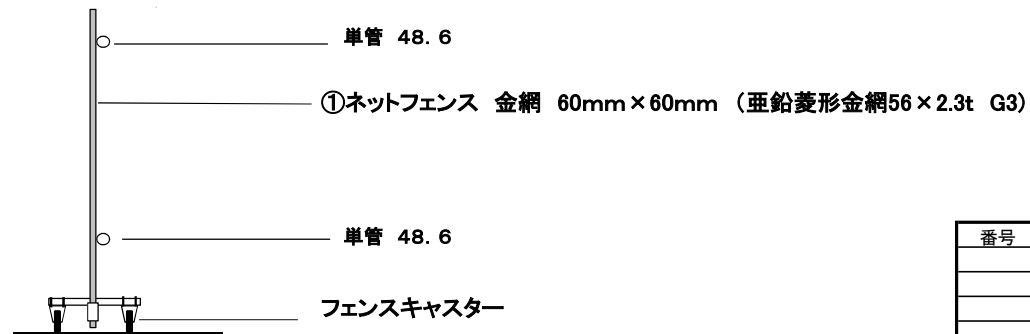 単管 48.6
①ネットフェンス 金網 60mm×60mm (亜鉛菱形金網56×2.3t G3)
単管 48.6
番号
フェンスキャスター